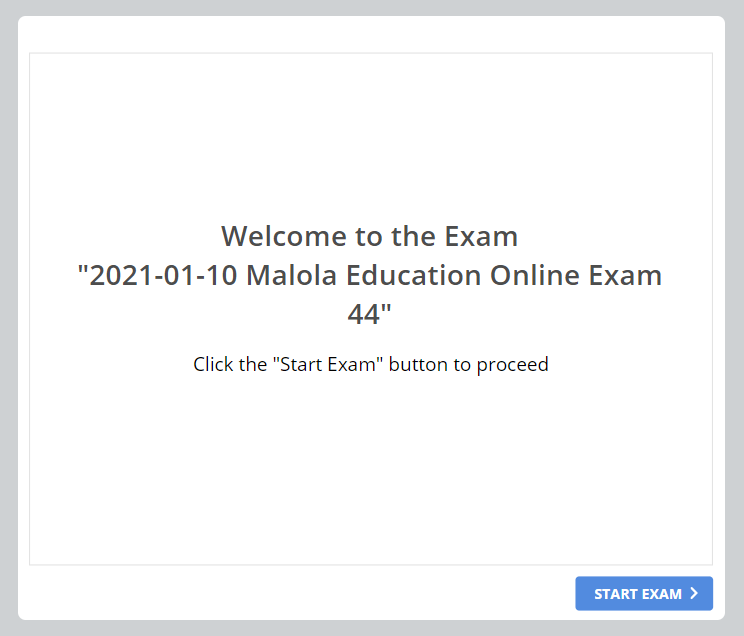 Welcome to the Exam
"2021-01-10 Malola Education Online Exam
44"
Click the "Start Exam" button to proceed
START EXAM